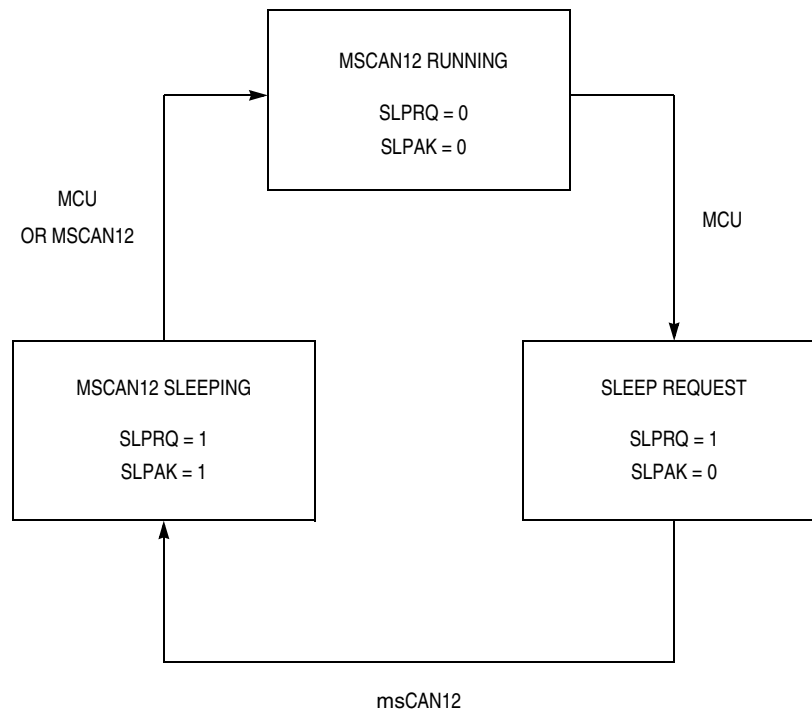 MSCAN12 RUNNING
SLPRQ = 0
SLPAK = 0
MCU
OR MSCAN12
MCU
MSCAN12 SLEEPING
SLPRQ = 1
SLPAK = 1
SLEEP REQUEST
SLPRQ = 1
SLPAK = 0
msCAN12